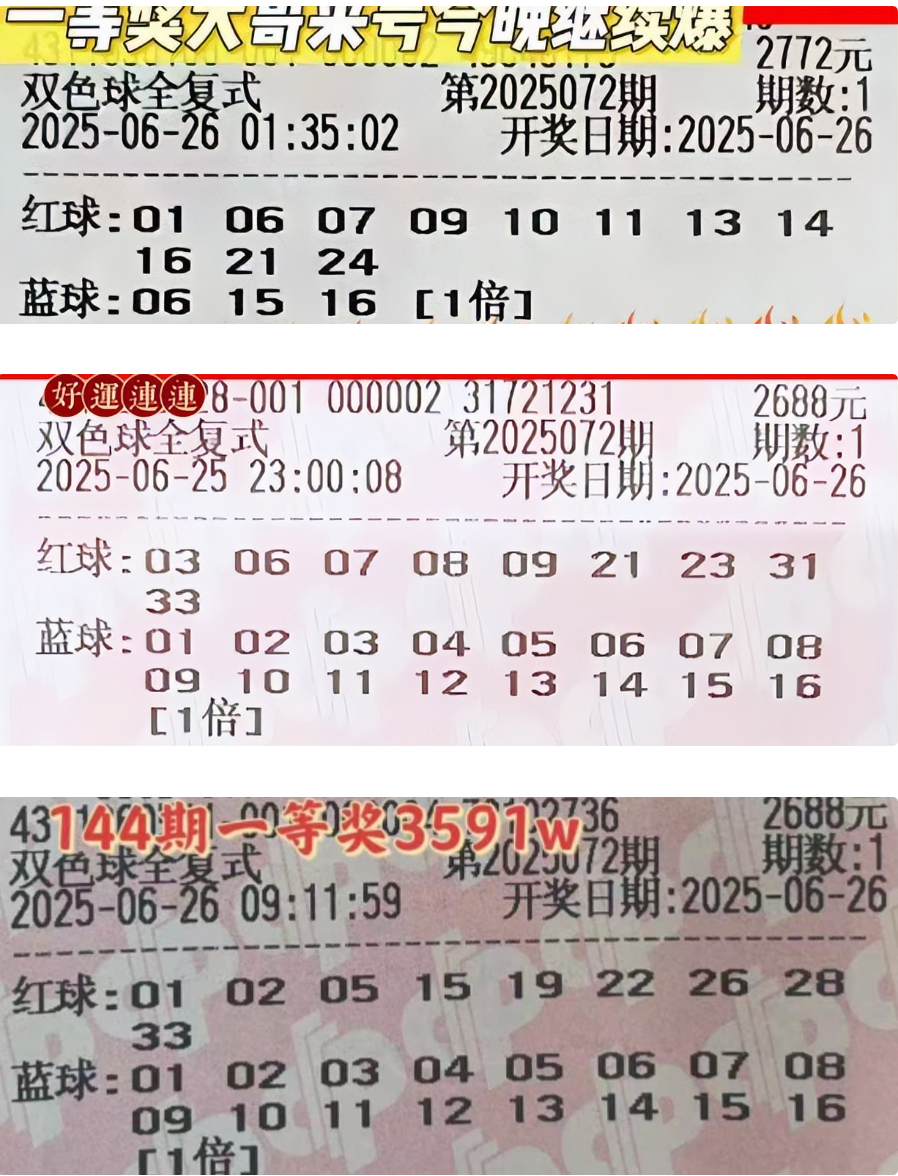 一等奖大哥来号今晚继续爆
2772元
双色球全复式 第2025072期 期数:1
2025-06-26 01:35:02 开奖日期:2025-06-26
红球:01 06 07 09 10 11 13 14
16 21 24
蓝球:06 15 16 [1倍]
好運連連
8-001 000002 31721231 2688元
双色球全复式 第2025072期 期数:1
2025-06-25 23:00:08 开奖日期:2025-06-26
红球:03 06 07 08 09 21 23 31
33
蓝球:01 02 03 04 05 06 07 08
09 10 11 12 13 14 15 16
[1倍]
144期一等奖3591w
2688元
双色球全复式 第2025072期 期数:1
2025-06-26 09:11:59 开奖日期:2025-06-26
红球:01 02 05 15 19 22 26 28
33
蓝球:01 02 03 04 05 06 07 08
09 10 11 12 13 14 15 16
[1倍]